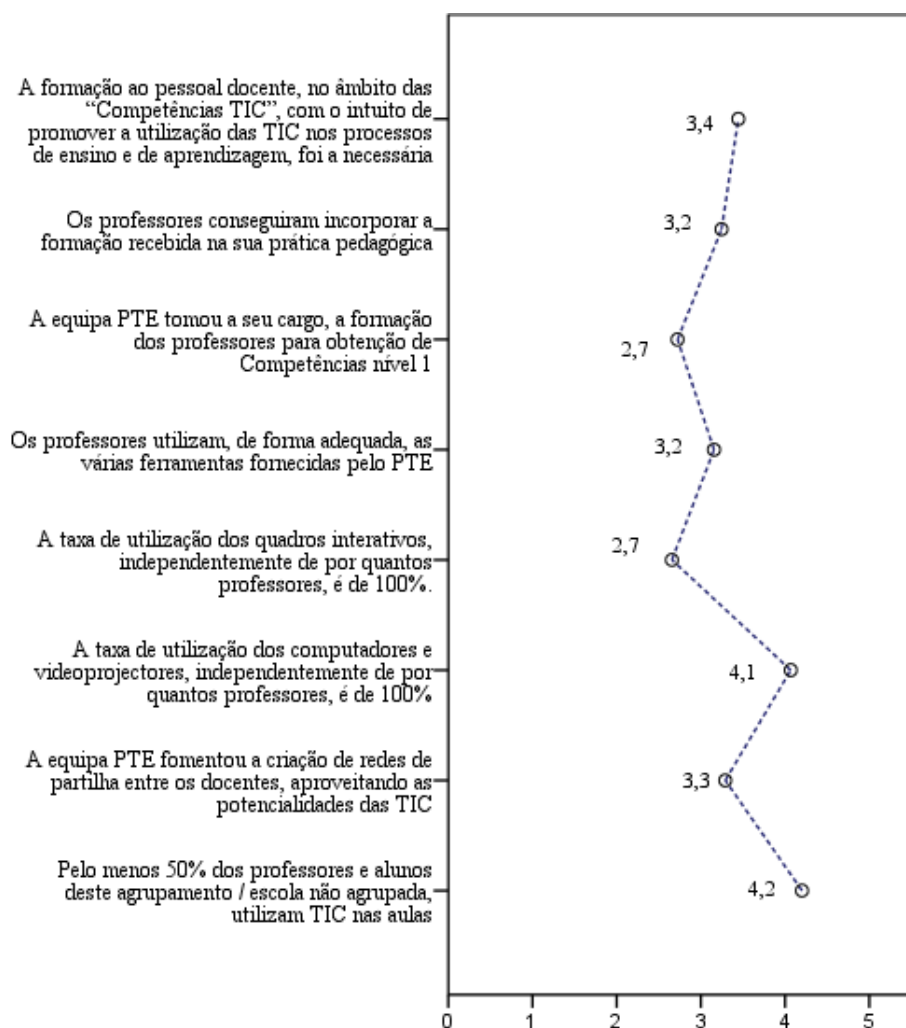 A formação ao pessoal docente, no âmbito das
“Competências TIC”, com o intuito de
promover a utilização das TIC nos processos
de ensino e de aprendizagem, foi a necessária
3,4
Os professores conseguiram incorporar a
formação recebida na sua prática pedagógica
3,2
A equipa PTE tomou a seu cargo, a formação
dos professores para obtenção de
Competências nível 1
2,7
Os professores utilizam, de forma adequada, as
várias ferramentas fornecidas pelo PTE
3,2
A taxa de utilização dos quadros interativos,
independentemente de por quantos
professores, é de 100%.
2,7
A taxa de utilização dos computadores e
videoprojectores, independentemente de por
quantos professores, é de 100%
4,1
A equipa PTE fomentou a criação de redes de
partilha entre os docentes, aproveitando as
potencialidades das TIC
3,3
Pelo menos 50% dos professores e alunos
deste agrupamento / escola não agrupada,
utilizam TIC nas aulas
4,2
0 1 2 3 4 5